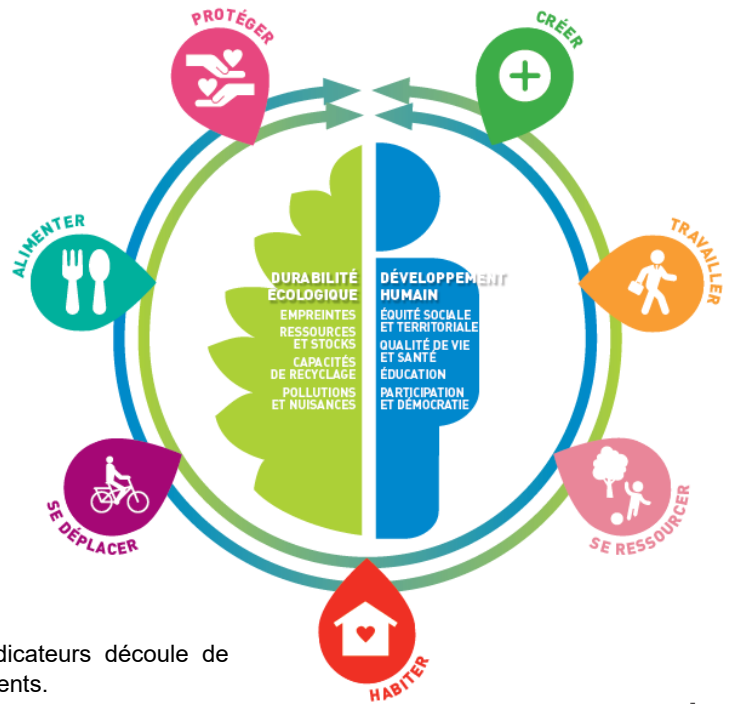 PROTÉGER
CRÉER
ALIMENTER
TRAVAILLER
DURABILITÉ
ÉCOLOGIQUE
EMPREINTES
RESSOURCES
ET STOCKS
CAPACITÉS
DE RECYCLAGE
POLLUTIONS
ET NUISANCES
DÉVELOPPEMENT
HUMAIN
ÉQUITÉ SOCIALE
ET TERRITORIALE
QUALITÉ DE VIE
ET SANTÉ
ÉDUCATION
PARTICIPATION
ET DÉMOCRATIE
SE DÉPLACER
SE RESSOURCER
HABITER
dicateurs découle de
ents.